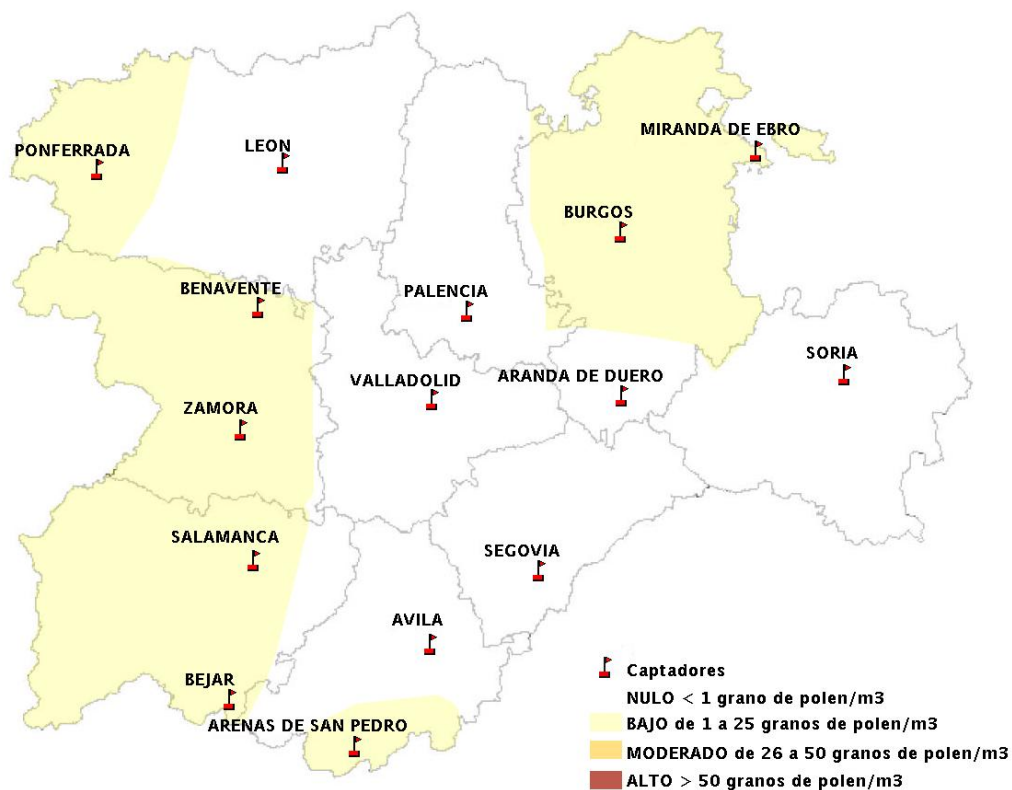 MIRANDA DE EBRO
PONFERRADA
LEON
BURGOS
BENAVENTE
PALENCIA
SORIA
VALLADOLID
ARANDA DE DUERO
ZAMORA
SALAMANCA
SEGOVIA
AVILA
BEJAR
ARENAS DE SAN PEDRO
Captadores
NULO < 1 grano de polen/m3
BAJO de 1 a 25 granos de polen/m3
MODERADO de 26 a 50 granos de polen/m3
ALTO > 50 granos de polen/m3